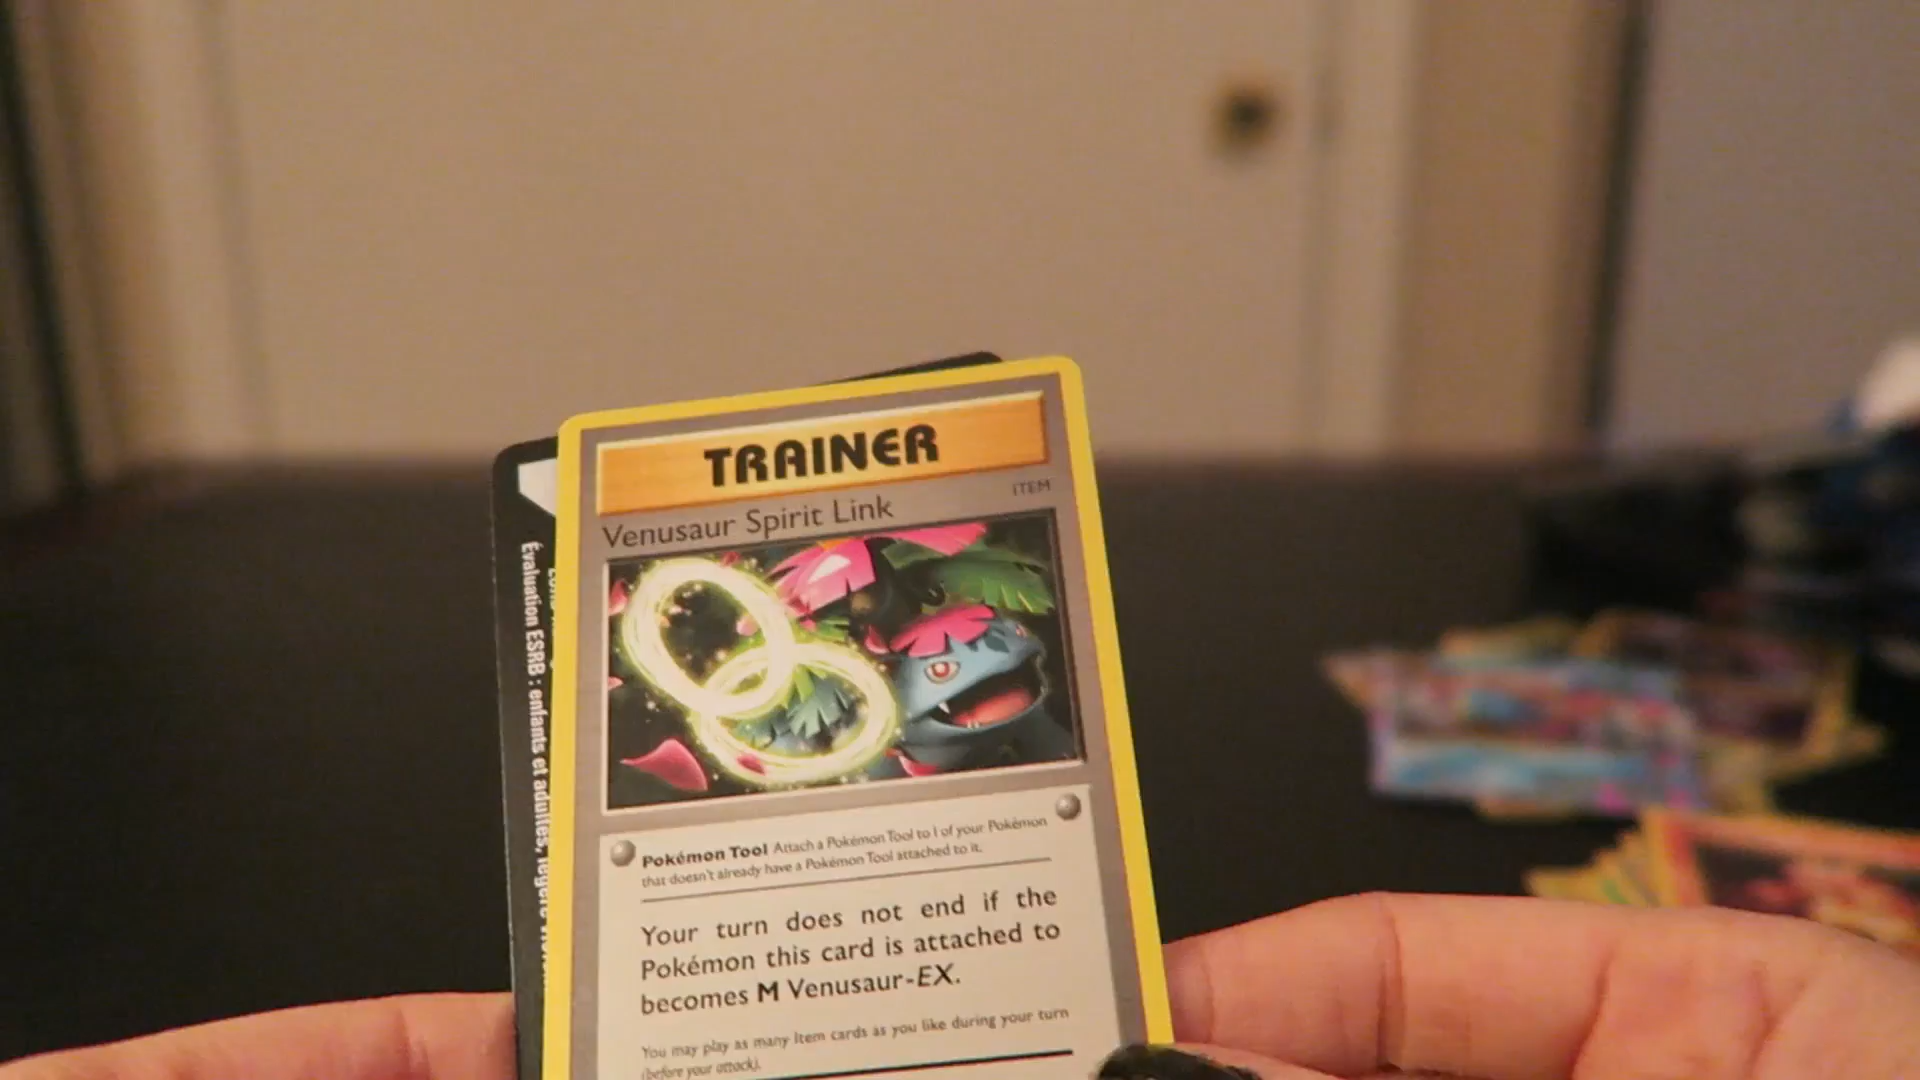 TRAINER
ITEM
Venusaur Spirit Link
Pokémon Tool Attach a Pokémon Tool to 1 of your Pokémon
that doesn't already have a Pokémon Tool attached to it.
Your turn does not end if the
Pokémon this card is attached to
becomes M Venusaur-EX.
You may play as many Item cards as you like during your turn
(before your attack).
Évaluation ESRB : enfants et adultes, légère